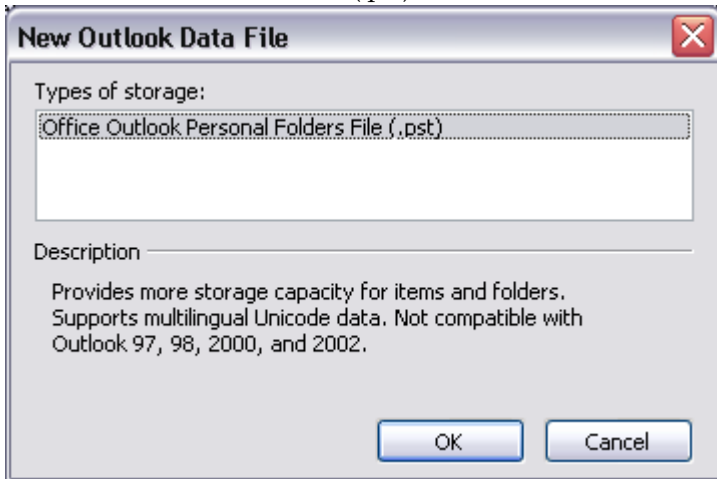 New Outlook Data File
Types of storage:
Office Outlook Personal Folders File (.pst)
Description
Provides more storage capacity for items and folders.
Supports multilingual Unicode data. Not compatible with
Outlook 97, 98, 2000, and 2002.
OK
Cancel